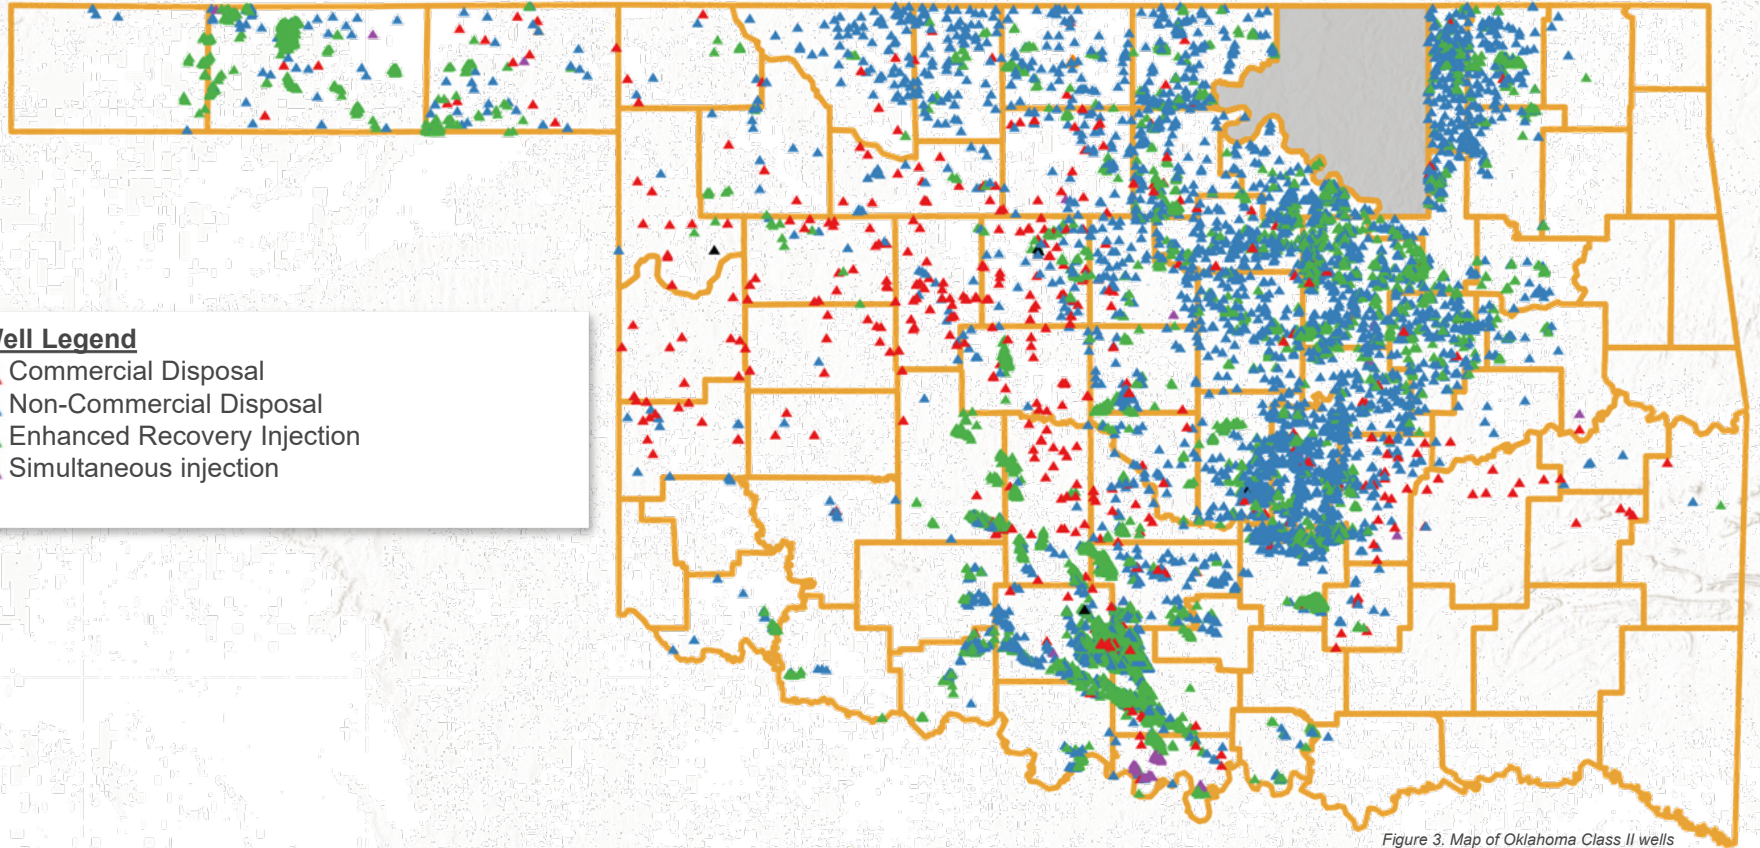 Well Legend
Commercial Disposal
Non-Commercial Disposal
Enhanced Recovery Injection
Simultaneous injection
Figure 3. Map of Oklahoma Class II wells